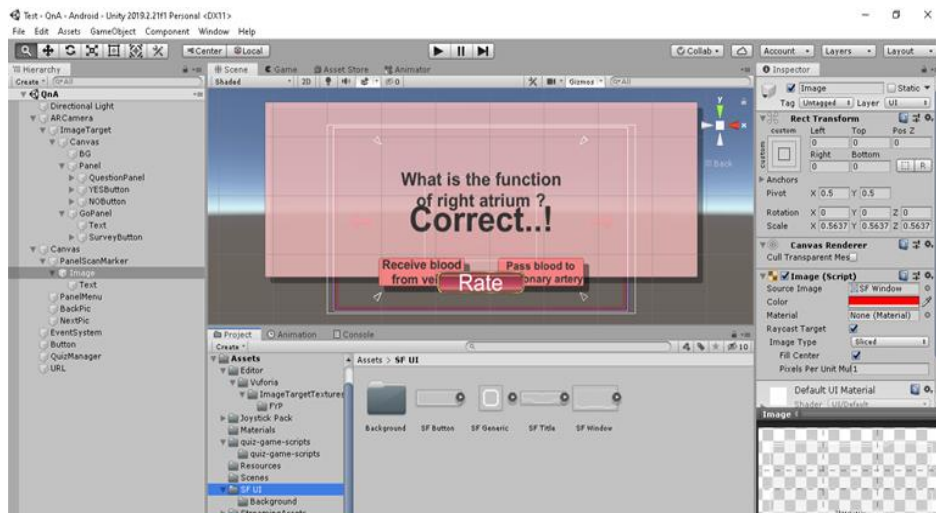 Test - QnA - Android - Unity 2019.2.21f1 Personal <DX11>
File Edit Assets GameObject Component Window Help
Center Local
Collab
Account
Layers
Layout
Hierarchy
Create
QnA
Directional Light
ARCamera
ImageTarget
Canvas
BG
Panel
QuestionPanel
YESButton
NOButton
GoPanel
Text
SurveyButton
Canvas
PanelScanMarker
Image
Text
PanelMenu
BackPic
NextPic
EventSystem
Button
QuizManager
URL
Scene Game Asset Store Animator
Shaded 2D Gizmos
Back
What is the function
of right atrium ?
Correct..!
Receive blood
Pass blood to
Rate
Project Animation Console
Create
Assets
Editor
Vuforia
ImageTargetTextures
FYP
Joystick Pack
Materials
quiz-game-scripts
quiz-game-scripts
Resources
Scenes
SF UI
Background
Assets > SF UI
Background SF Button SF Generic SF Title SF Window
Inspector
Image Static
Tag Untagged Layer UI
Rect Transform
custom Left Top Pos Z
custom 0 0 0
Right Bottom
0 0 R
Anchors
Pivot X 0.5 Y 0.5
Rotation X 0 Y 0 Z 0
Scale X 0.5637 Y 0.5637 Z 0.5637
Canvas Renderer
Cull Transparent Mes
Image (Script)
Source Image SF Window
Color
Material None (Material)
Raycast Target
Image Type Sliced
Fill Center
Pixels Per Unit Mul 1
Default UI Material
Shader UI/Default
Image